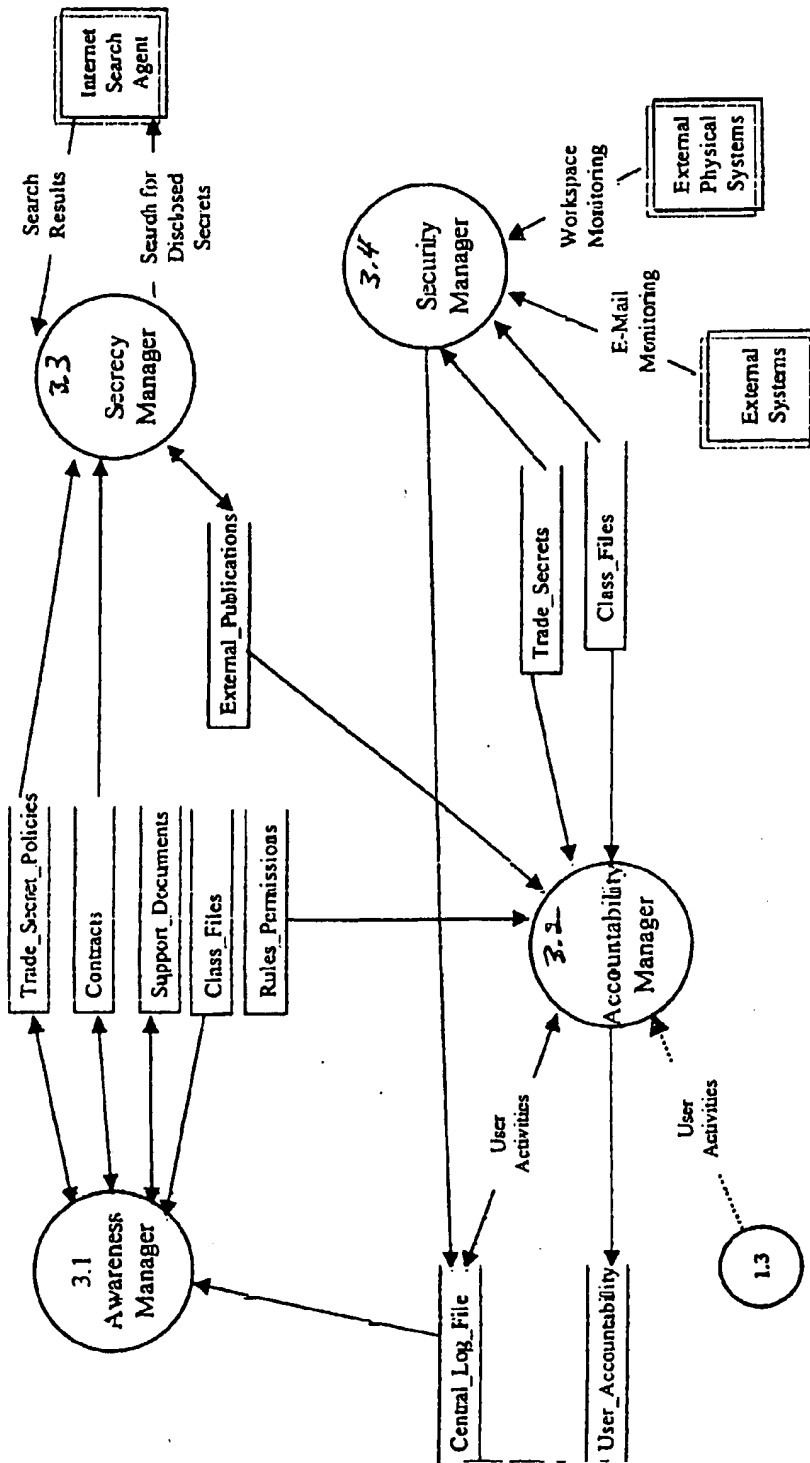 3.1
Awareness
Manager
Trade_Secret_Policies
Contracts
Support_Documents
Class_Files
Rules_Permissions
3.3
Secrecy
Manager
Search
Results
Search for
Disclosed
Secrets
Internet
Search
Agent
External_Publications
Central_Log_File
User
Activities
User_Accountability
3.2
Accountability
Manager
User
Activities
1.3
Trade_Secrets
Class_Files
3.4
Security
Manager
E-Mail
Monitoring
Workspace
Monitoring
External
Systems
External
Physical
Systems